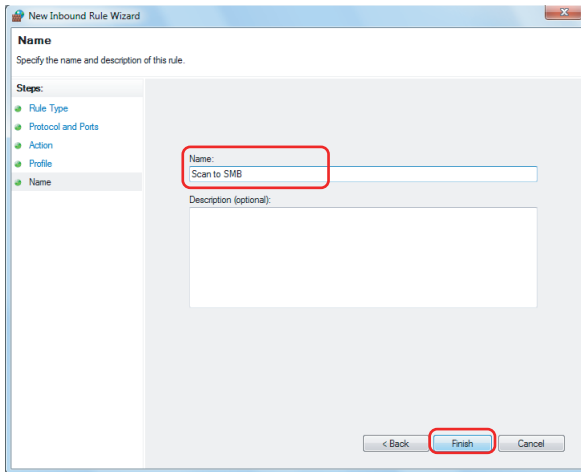 New Inbound Rule Wizard
Name
Specify the name and description of this rule.
Steps:
Rule Type
Protocol and Ports
Action
Profile
Name
Name:
Scan to SMB
Description (optional):
< Back
Finish
Cancel